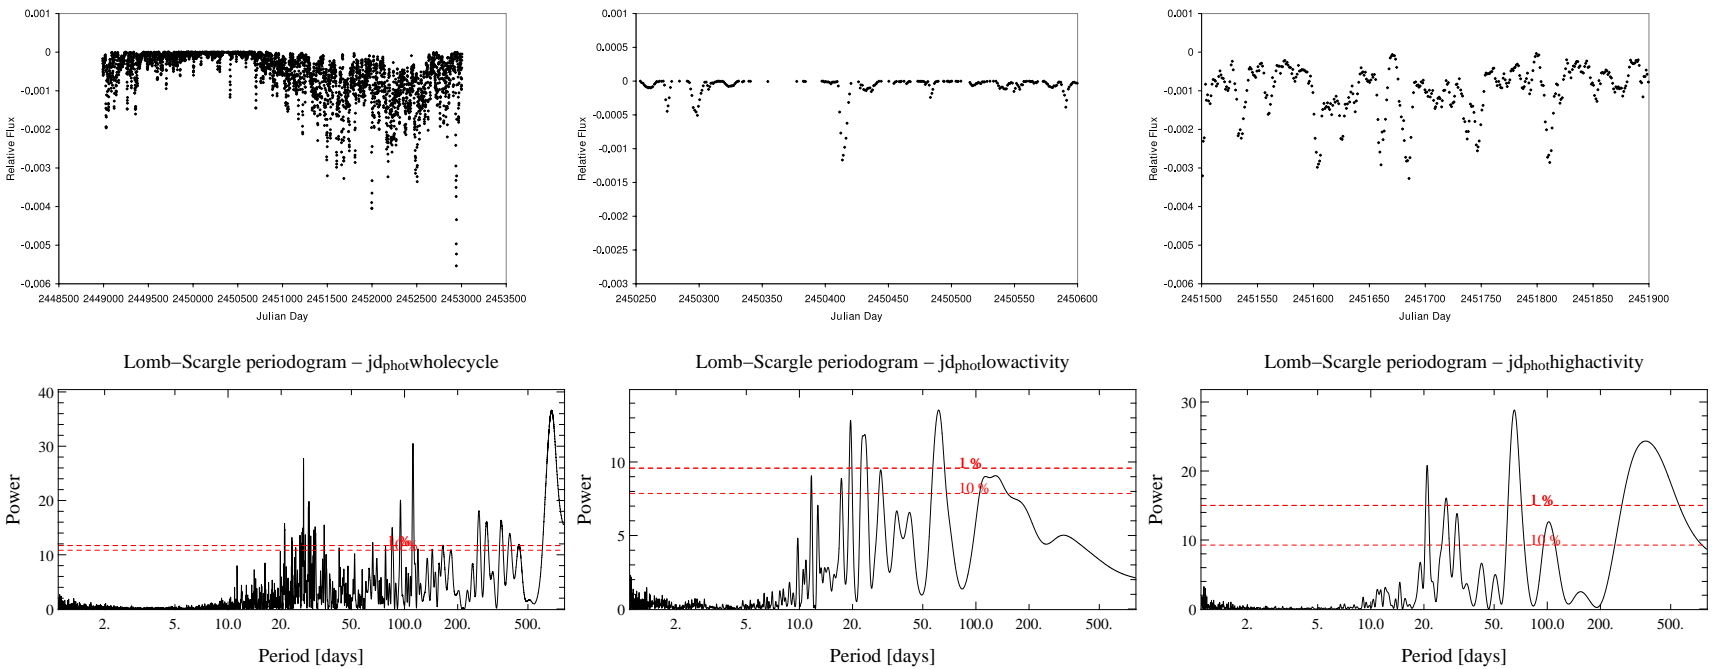 0.001
0
-0.001
-0.002
-0.003
-0.004
-0.005
-0.006
Relative Flux
2448500 2449000 2449500 2450000 2450500 2451000 2451500 2452000 2452500 2453000 2453500
Julian Day
0.001
0.0005
0
-0.0005
-0.001
-0.0015
-0.002
-0.0025
-0.003
Relative Flux
2450250 2450300 2450350 2450400 2450450 2450500 2450550 2450600
Julian Day
0.001
0
-0.001
-0.002
-0.003
-0.004
-0.005
-0.006
Relative Flux
2451500 2451550 2451600 2451650 2451700 2451750 2451800 2451850 2451900
Julian Day
Lomb–Scargle periodogram – jdphotwholecycle
40
30
20
10
0
Power
1 %
10 %
2. 5. 10.0 20. 50. 100.0 200. 500.
Period [days]
Lomb–Scargle periodogram – jdphotlowactivity
10
5
0
Power
1 %
10 %
2. 5. 10.0 20. 50. 100.0 200. 500.
Period [days]
Lomb–Scargle periodogram – jdphothighactivity
30
20
10
0
Power
1 %
10 %
2. 5. 10.0 20. 50. 100.0 200. 500.
Period [days]